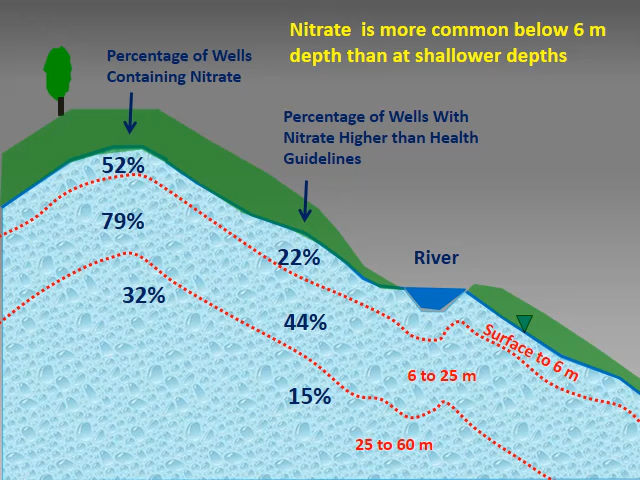 Nitrate is more common below 6 m
depth than at shallower depths
Percentage of Wells
Containing Nitrate
Percentage of Wells With
Nitrate Higher than Health
Guidelines
52%
79%
32%
22%
44%
15%
River
Surface to 6 m
6 to 25 m
25 to 60 m